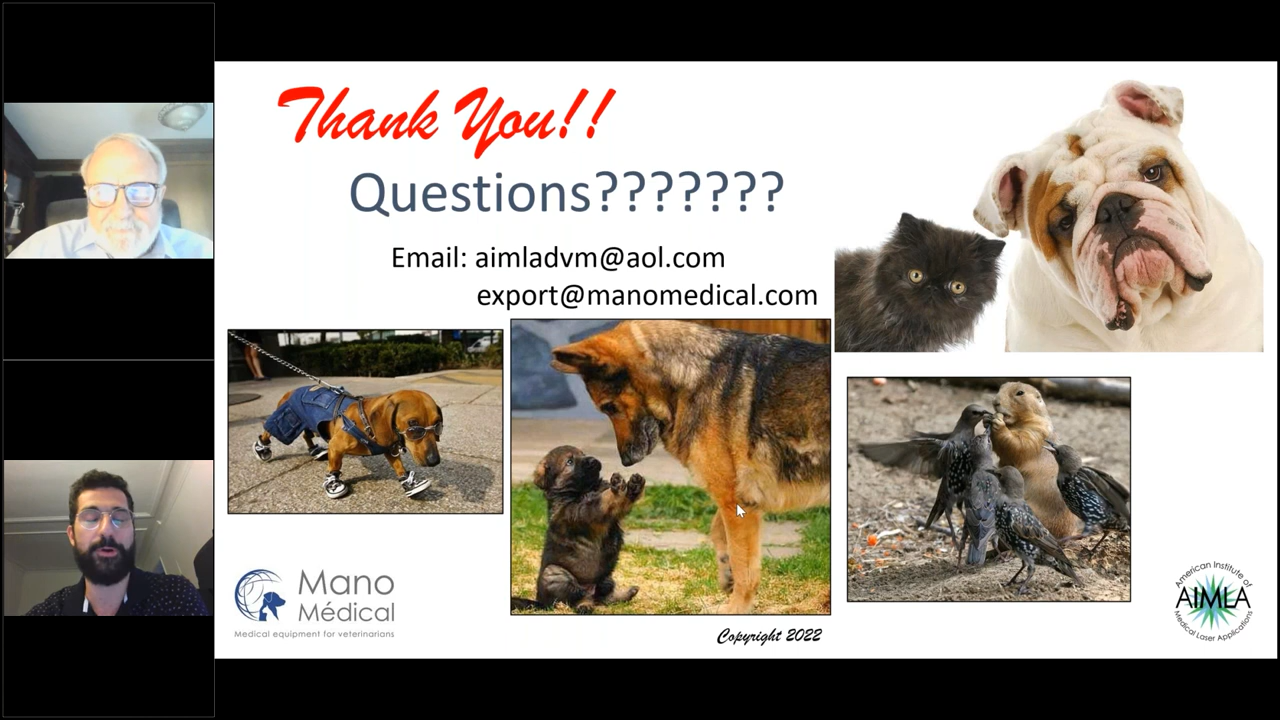 Thank You!!
Questions???????
Email: aimladvm@aol.com
export@manomedical.com
Mano
Médical
Medical equipment for veterinarians
Copyright 2022
American Institute of
AIMLA
Medical Laser Applications